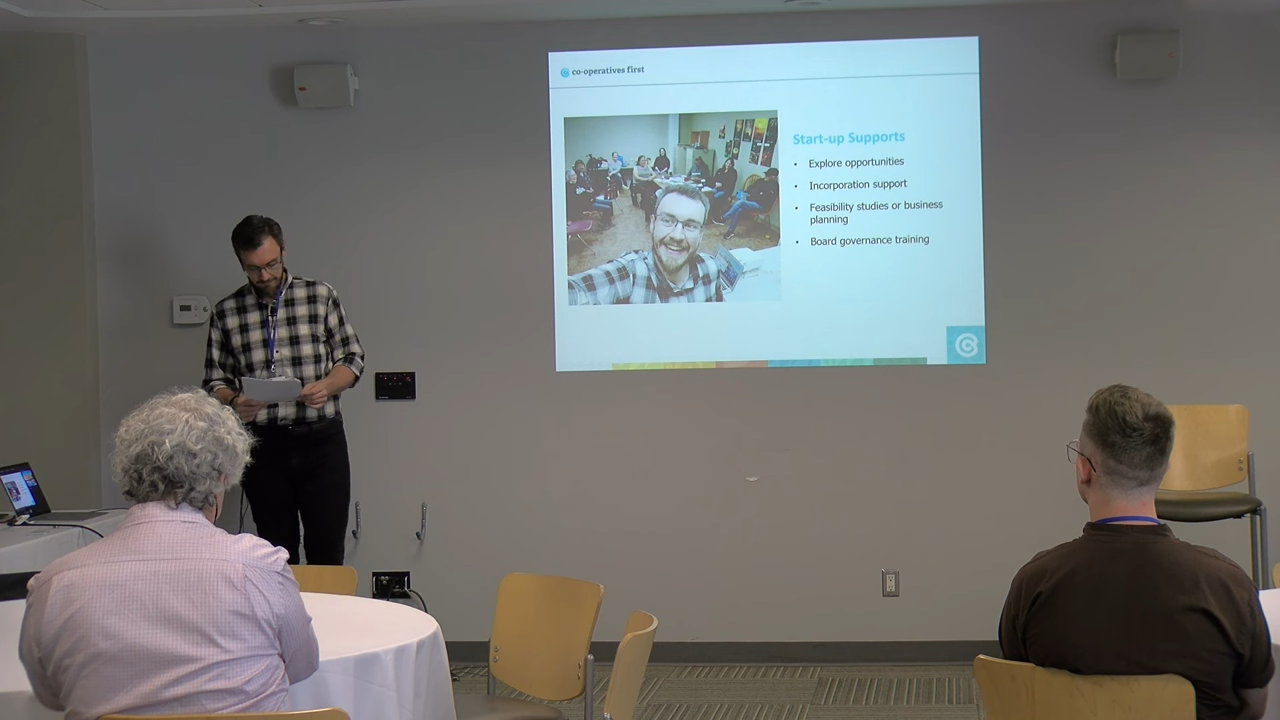 co-operatives first
Start-up Supports
• Explore opportunities
• Incorporation support
• Feasibility studies or business
planning
• Board governance training